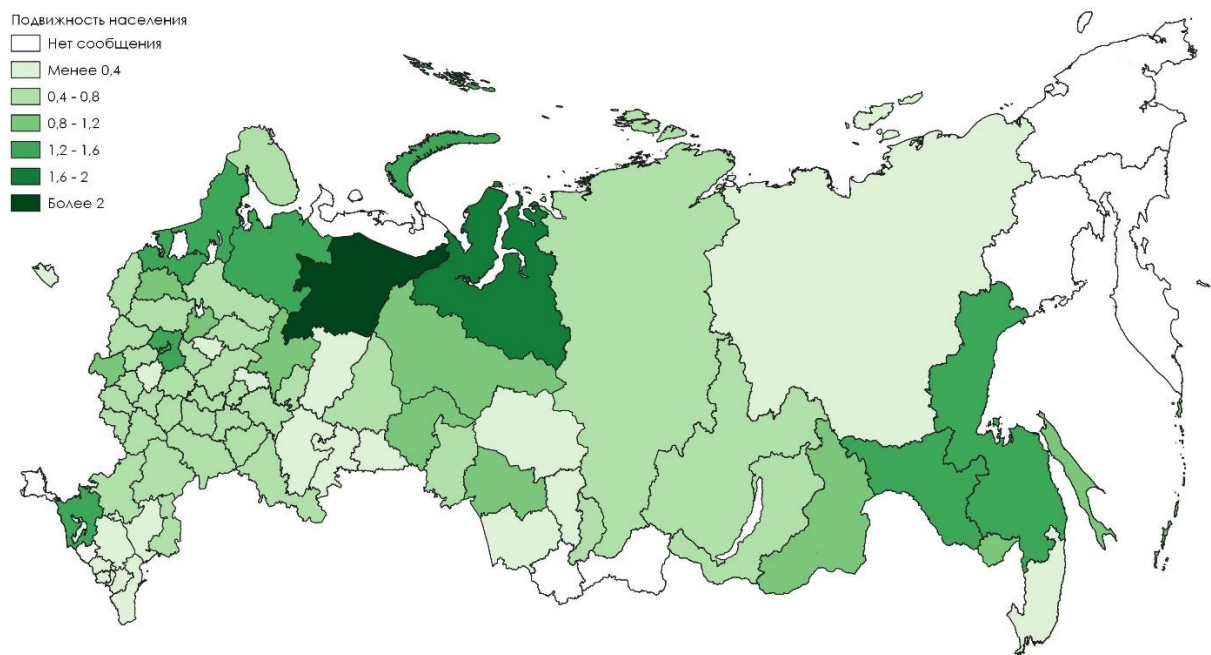 Подвижность населения
Нет сообщения
Менее 0,4
0,4 - 0,8
0,8 - 1,2
1,2 - 1,6
1,6 - 2
Более 2